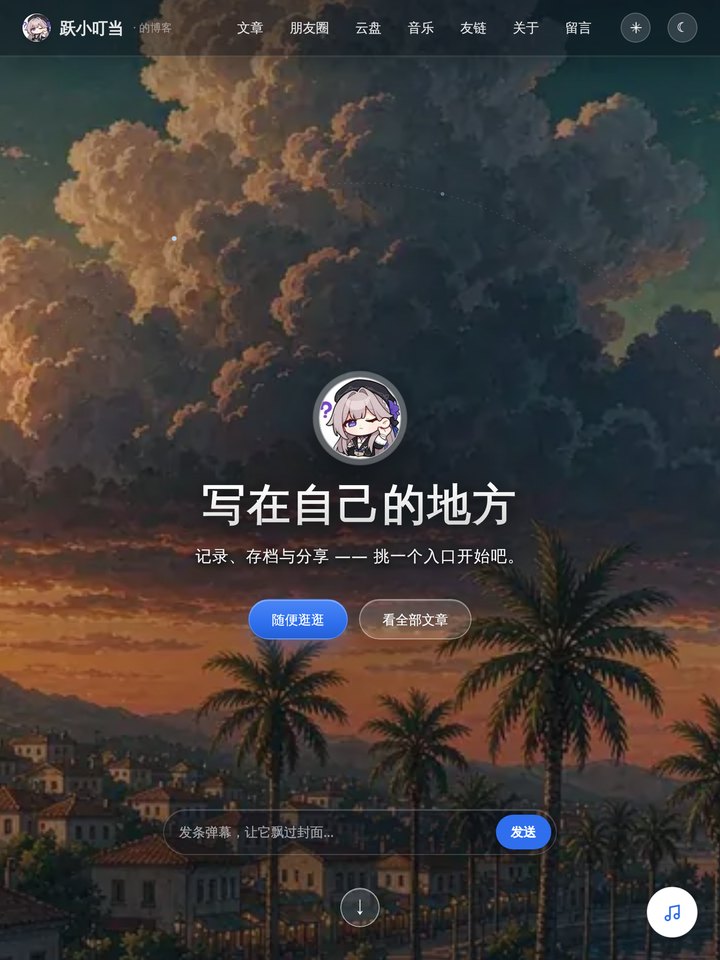 跃小叮当 · 的博客 文章 朋友圈 云盘 音乐 友链 关于 留言
?
写在自己的地方
记录、存档与分享 —— 挑一个入口开始吧。
随便逛逛 看全部文章
发条弹幕，让它飘过封面... 发送